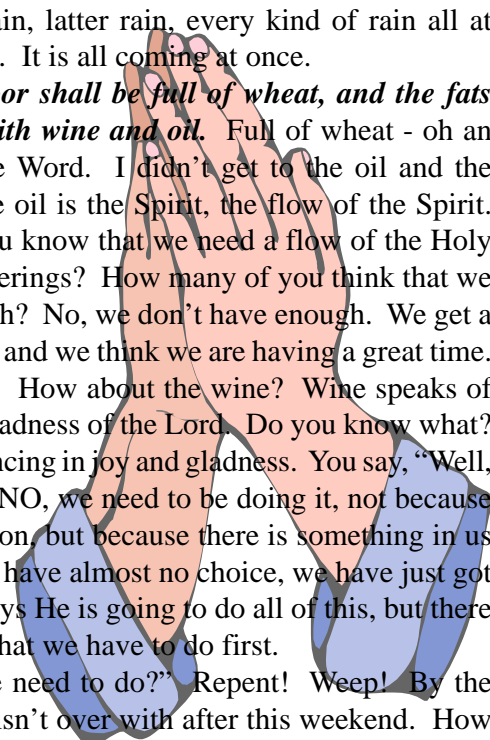 in, latter rain, every kind of rain all at
. It is all coming at once.
or shall be full of wheat, and the fats
ith wine and oil. Full of wheat - oh an
e Word. I didn't get to the oil and the
e oil is the Spirit, the flow of the Spirit.
u know that we need a flow of the Holy
erings? How many of you think that we
h? No, we don't have enough. We get a
and we think we are having a great time.
How about the wine? Wine speaks of
adness of the Lord. Do you know what?
ncing in joy and gladness. You say, “Well,
NO, we need to be doing it, not because
on, but because there is something in us
have almost no choice, we have just got
ys He is going to do all of this, but there
hat we have to do first.
e need to do?” Repent! Weep! By the
isn't over with after this weekend. How